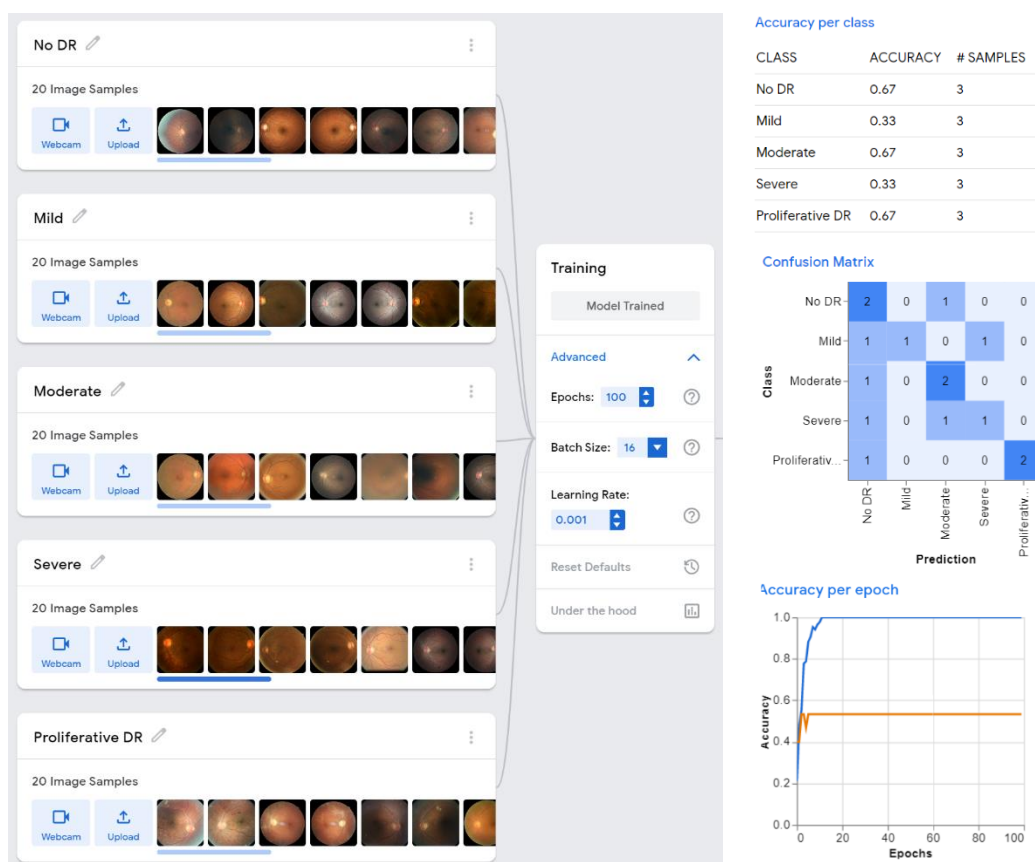 No DR
20 Image Samples
Webcam
Upload
Mild
20 Image Samples
Webcam
Upload
Moderate
20 Image Samples
Webcam
Upload
Severe
20 Image Samples
Webcam
Upload
Proliferative DR
20 Image Samples
Webcam
Upload
Training
Model Trained
Advanced
Epochs: 100
Batch Size: 16
Learning Rate:
0.001
Reset Defaults
Under the hood
Accuracy per class
CLASS ACCURACY # SAMPLES
No DR 0.67 3
Mild 0.33 3
Moderate 0.67 3
Severe 0.33 3
Proliferative DR 0.67 3
Confusion Matrix
Class
No DR 2 0 1 0 0
Mild 1 1 0 1 0
Moderate 1 0 2 0 0
Severe 1 0 1 1 0
Proliferativ... 1 0 0 0 2
No DR
Mild
Moderate
Severe
Proliferativ...
Prediction
Accuracy per epoch
Accuracy
1.0
0.8
0.6
0.4
0.2
0.0
0 20 40 60 80 100
Epochs